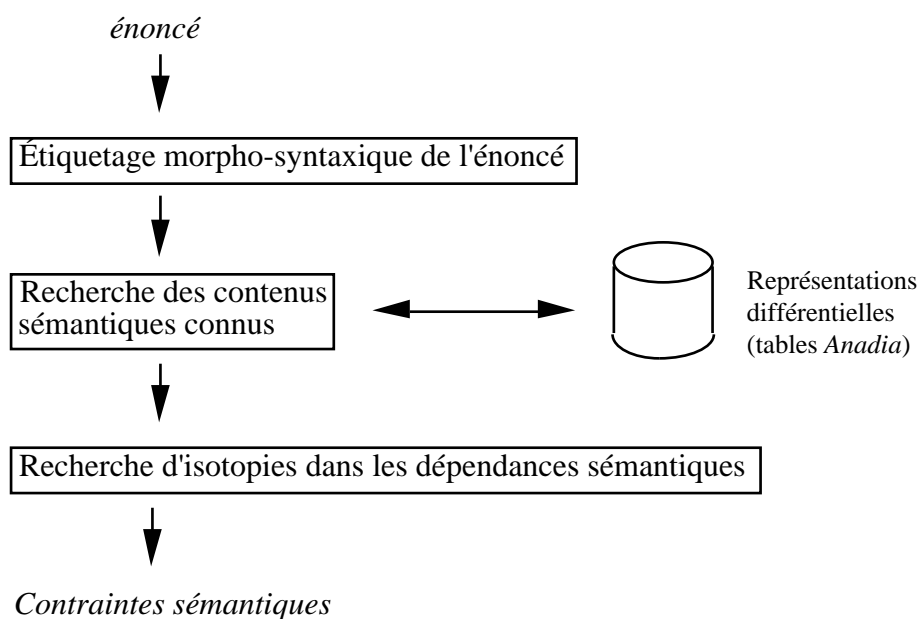 énoncé
Étiquetage morpho-syntaxique de l'énoncé
Recherche des contenus
sémantiques connus
Représentations
différentielles
(tables Anadia)
Recherche d'isotopies dans les dépendances sémantiques
Contraintes sémantiques